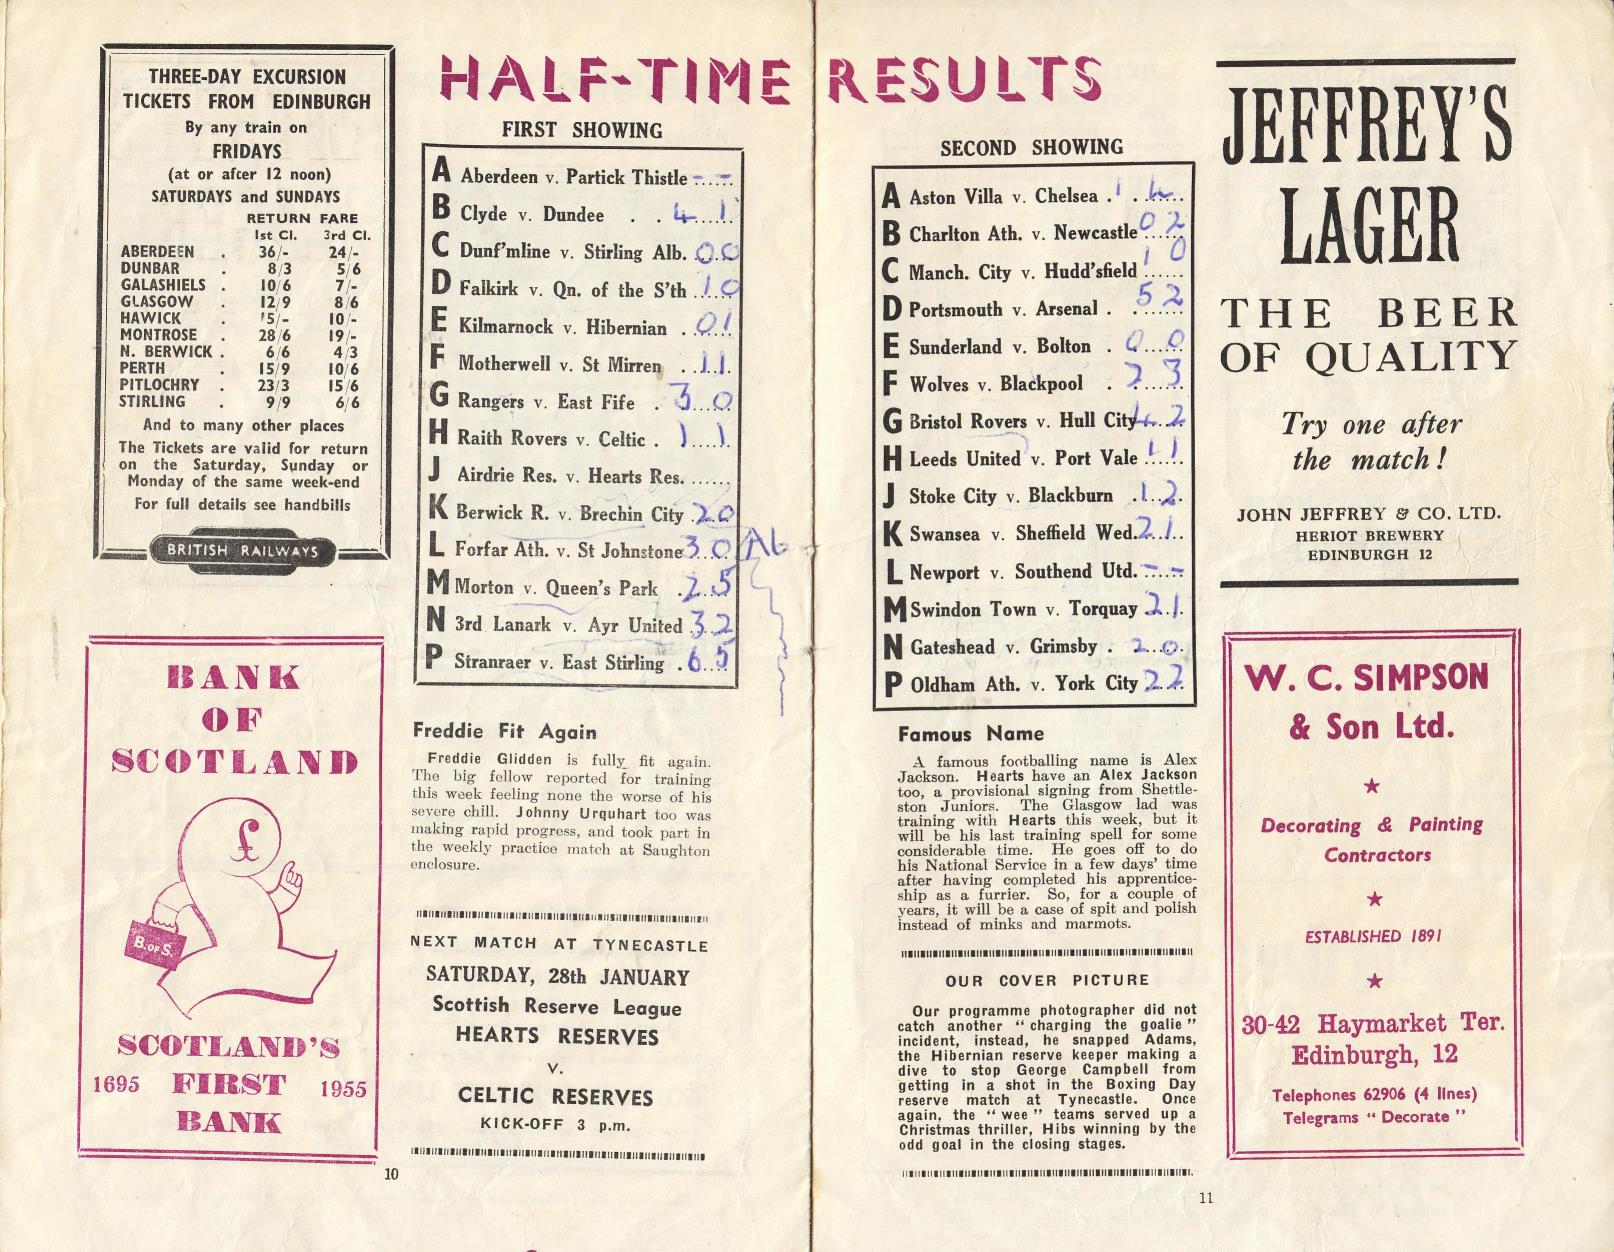 THREE-DAY EXCURSION
TICKETS FROM EDINBURGH
By any train on
FRIDAYS
(at or after 12 noon)
SATURDAYS and SUNDAYS
RETURN FARE
1st Cl. 3rd Cl.
ABERDEEN . 36/- 24/-
DUNBAR . 8/3 5/6
GALASHIELS . 10/6 7/-
GLASGOW . 12/9 8/6
HAWICK . '5/- 10/-
MONTROSE . 28/6 19/-
N. BERWICK . 6/6 4/3
PERTH . 15/9 10/6
PITLOCHRY . 23/3 15/6
STIRLING . 9/9 6/6
And to many other places
The Tickets are valid for return
on the Saturday, Sunday or
Monday of the same week-end
For full details see handbills
BRITISH RAILWAYS
BANK
OF
SCOTLAND
£
B. OF S.
SCOTLAND'S
1695 FIRST 1955
BANK
HALF-TIME RESULTS
FIRST SHOWING
A Aberdeen v. Partick Thistle - -
B Clyde v. Dundee . . 4 1
C Dunf'mline v. Stirling Alb. 0 0
D Falkirk v. Qn. of the S'th 1 0
E Kilmarnock v. Hibernian . 0 1
F Motherwell v. St Mirren . 1 1
G Rangers v. East Fife . 3 0
H Raith Rovers v. Celtic . 1 1
J Airdrie Res. v. Hearts Res. ......
K Berwick R. v. Brechin City 2 0
L Forfar Ath. v. St Johnstone 3 0 Ab
M Morton v. Queen's Park . 2 5
N 3rd Lanark v. Ayr United 3 2
P Stranraer v. East Stirling . 6 5
Freddie Fit Again
Freddie Glidden is fully fit again.
The big fellow reported for training
this week feeling none the worse of his
severe chill. Johnny Urquhart too was
making rapid progress, and took part in
the weekly practice match at Saughton
enclosure.
NEXT MATCH AT TYNECASTLE
SATURDAY, 28th JANUARY
Scottish Reserve League
HEARTS RESERVES
v.
CELTIC RESERVES
KICK-OFF 3 p.m.
10
SECOND SHOWING
A Aston Villa v. Chelsea . 1 4
B Charlton Ath. v. Newcastle 0 2
C Manch. City v. Hudd'sfield 1 0
D Portsmouth v. Arsenal . 5 2
E Sunderland v. Bolton . 0 0
F Wolves v. Blackpool . 2 3
G Bristol Rovers v. Hull City 4 2
H Leeds United v. Port Vale 1 1
J Stoke City v. Blackburn . 1 2
K Swansea v. Sheffield Wed. 2 1
L Newport v. Southend Utd. - -
M Swindon Town v. Torquay 2 1
N Gateshead v. Grimsby . 2 0
P Oldham Ath. v. York City 2 2
Famous Name
A famous footballing name is Alex
Jackson. Hearts have an Alex Jackson
too, a provisional signing from Shettle-
ston Juniors. The Glasgow lad was
training with Hearts this week, but it
will be his last training spell for some
considerable time. He goes off to do
his National Service in a few days' time
after having completed his apprentice-
ship as a furrier. So, for a couple of
years, it will be a case of spit and polish
instead of minks and marmots.
OUR COVER PICTURE
Our programme photographer did not
catch another "charging the goalie"
incident, instead, he snapped Adams,
the Hibernian reserve keeper making a
dive to stop George Campbell from
getting in a shot in the Boxing Day
reserve match at Tynecastle. Once
again, the "wee" teams served up a
Christmas thriller, Hibs winning by the
odd goal in the closing stages.
11
JEFFREY'S
LAGER
THE BEER
OF QUALITY
Try one after
the match!
JOHN JEFFREY & CO. LTD.
HERIOT BREWERY
EDINBURGH 12
W. C. SIMPSON
& Son Ltd.
Decorating & Painting
Contractors
ESTABLISHED 1891
30-42 Haymarket Ter.
Edinburgh, 12
Telephones 62906 (4 lines)
Telegrams "Decorate"